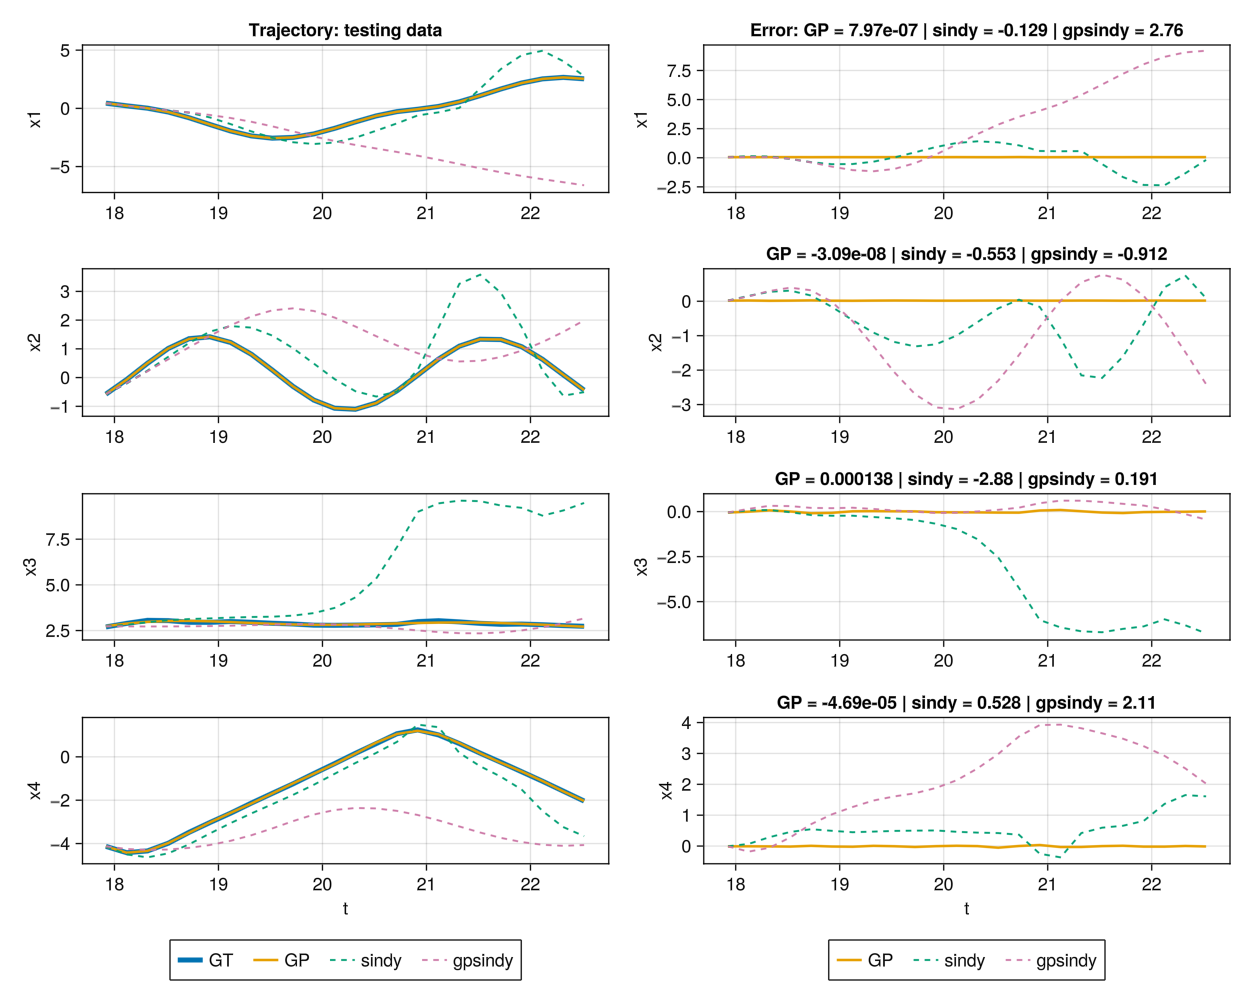 Trajectory: testing data
5
0
−5
x1
18 19 20 21 22
Error: GP = 7.97e-07 | sindy = -0.129 | gpsindy = 2.76
7.5
5.0
2.5
0.0
−2.5
x1
18 19 20 21 22
3
2
1
0
−1
x2
18 19 20 21 22
GP = -3.09e-08 | sindy = -0.553 | gpsindy = -0.912
0
−1
−2
−3
x2
18 19 20 21 22
7.5
5.0
2.5
x3
18 19 20 21 22
GP = 0.000138 | sindy = -2.88 | gpsindy = 0.191
0.0
−2.5
−5.0
x3
18 19 20 21 22
0
−2
−4
x4
18 19 20 21 22
t
GP = -4.69e-05 | sindy = 0.528 | gpsindy = 2.11
4
3
2
1
0
x4
18 19 20 21 22
t
GT GP sindy gpsindy
GP sindy gpsindy